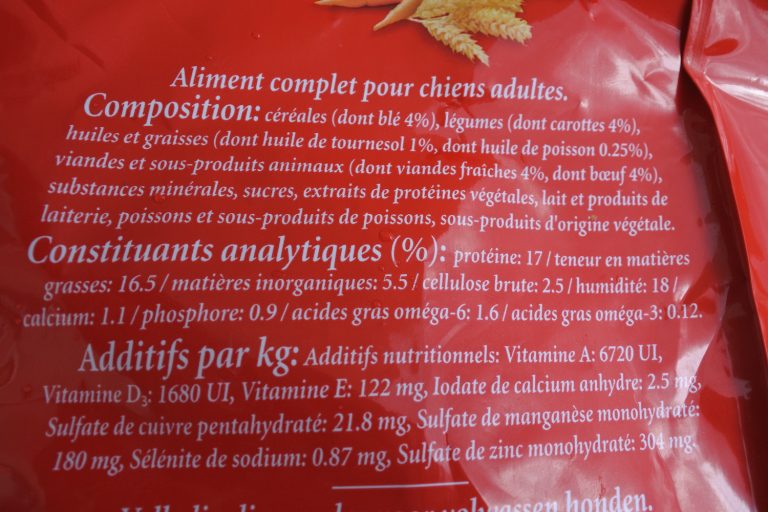 Aliment complet pour chiens adultes.
Composition: céréales (dont blé 4%), légumes (dont carottes 4%),
huiles et graisses (dont huile de tournesol 1%, dont huile de poisson 0.25%),
viandes et sous-produits animaux (dont viandes fraîches 4%, dont bœuf 4%),
substances minérales, sucres, extraits de protéines végétales, lait et produits de
laiterie, poissons et sous-produits de poissons, sous-produits d'origine végétale.
Constituants analytiques (%): protéine: 17 / teneur en matières
grasses: 16.5 / matières inorganiques: 5.5 / cellulose brute: 2.5 / humidité: 18 /
calcium: 1.1 / phosphore: 0.9 / acides gras oméga-6: 1.6 / acides gras oméga-3: 0.12.
Additifs par kg: Additifs nutritionnels: Vitamine A: 6720 UI,
Vitamine D3: 1680 UI, Vitamine E: 122 mg, Iodate de calcium anhydre: 2.5 mg,
Sulfate de cuivre pentahydraté: 21.8 mg, Sulfate de manganèse monohydraté:
180 mg, Sélénite de sodium: 0.87 mg, Sulfate de zinc monohydraté: 304 mg.
volwassen honden.